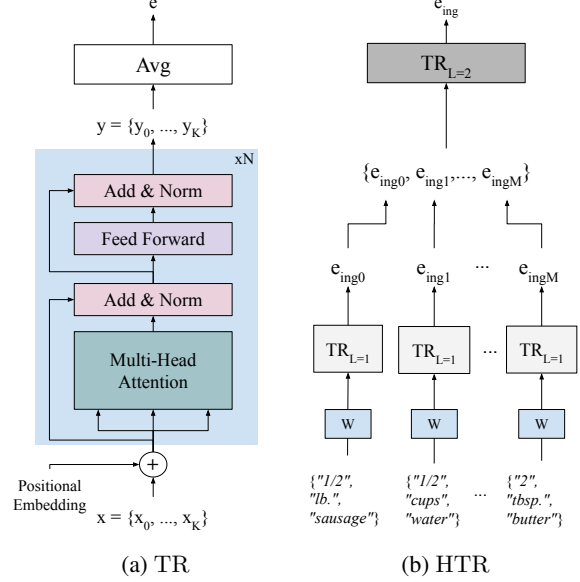 e
Avg
y = {y₀, ..., y_K}
xN
Add & Norm
Feed Forward
Add & Norm
Multi-Head
Attention
+
Positional
Embedding
x = {x₀, ..., x_K}
(a) TR
e_ing
TR_L=2
{e_ing0, e_ing1,..., e_ingM}
e_ing0 e_ing1 ... e_ingM
TR_L=1 TR_L=1 ... TR_L=1
W W W
{"1/2", {"1/2", {"2",
"lb.", "cups", ... "tbsp.",
"sausage"} "water"} "butter"}
(b) HTR